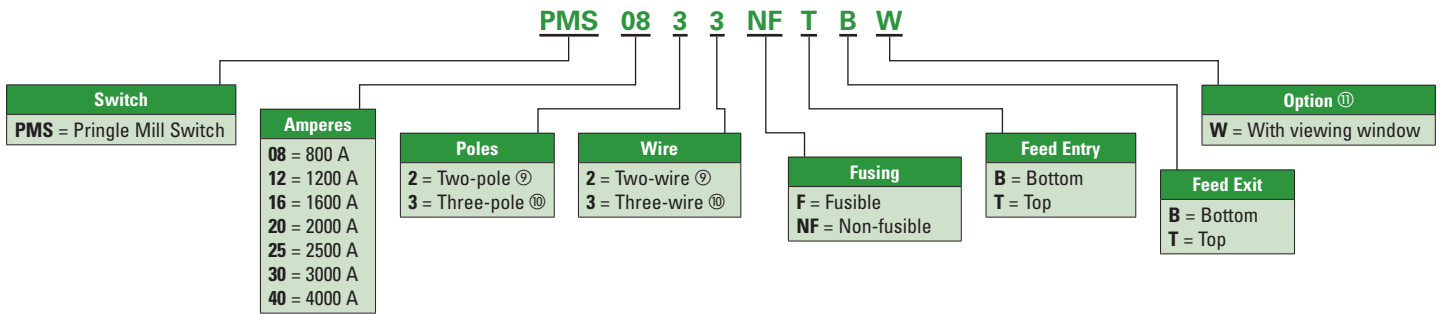 PMS 08 3 3 NF T B W
Switch
PMS = Pringle Mill Switch
Amperes
08 = 800 A
12 = 1200 A
16 = 1600 A
20 = 2000 A
25 = 2500 A
30 = 3000 A
40 = 4000 A
Poles
2 = Two-pole ⑨
3 = Three-pole ⑩
Wire
2 = Two-wire ⑨
3 = Three-wire ⑩
Fusing
F = Fusible
NF = Non-fusible
Feed Entry
B = Bottom
T = Top
Feed Exit
B = Bottom
T = Top
Option ⑪
W = With viewing window